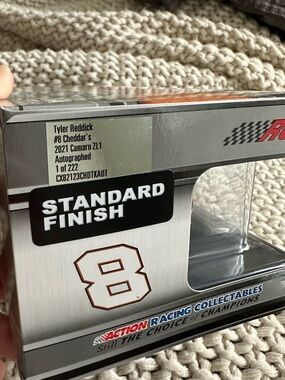 Tyler Reddick
#8 Cheddar's
2021 Camaro ZL1
Autographed
1 of 222
CX82123CHDTKAUT
STANDARD
FINISH
8
ACTION RACING COLLECTABLES
Still THE CHOICE of CHAMPIONS